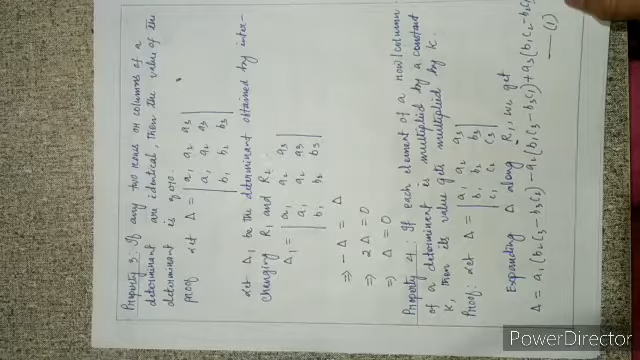 Property 3: If any two rows or columns of a
determinant are identical, then the value of the
determinant is zero.
proof let Δ = | a1 a2 a3 |
| a1 a2 a3 |
| b1 b2 b3 |
let Δ1 be the determinant obtained by inter-
changing R1 and R2
Δ1 = | a1 a2 a3 |
| a1 a2 a3 |
| b1 b2 b3 |
⇒ -Δ = Δ
⇒ 2Δ = 0
⇒ Δ = 0
Property 4: If each element of a row/column
of a determinant is multiplied by a constant
K, then its value gets multiplied by K.
Proof: let Δ = | a1 a2 a3 |
| b1 b2 b3 |
| c1 c2 c3 |
Expanding Δ along R1, we get
Δ = a1(b2c3-b3c2)-a2(b1c3-b3c1)+a3(b1c2-b2c
—(1)
PowerDirector